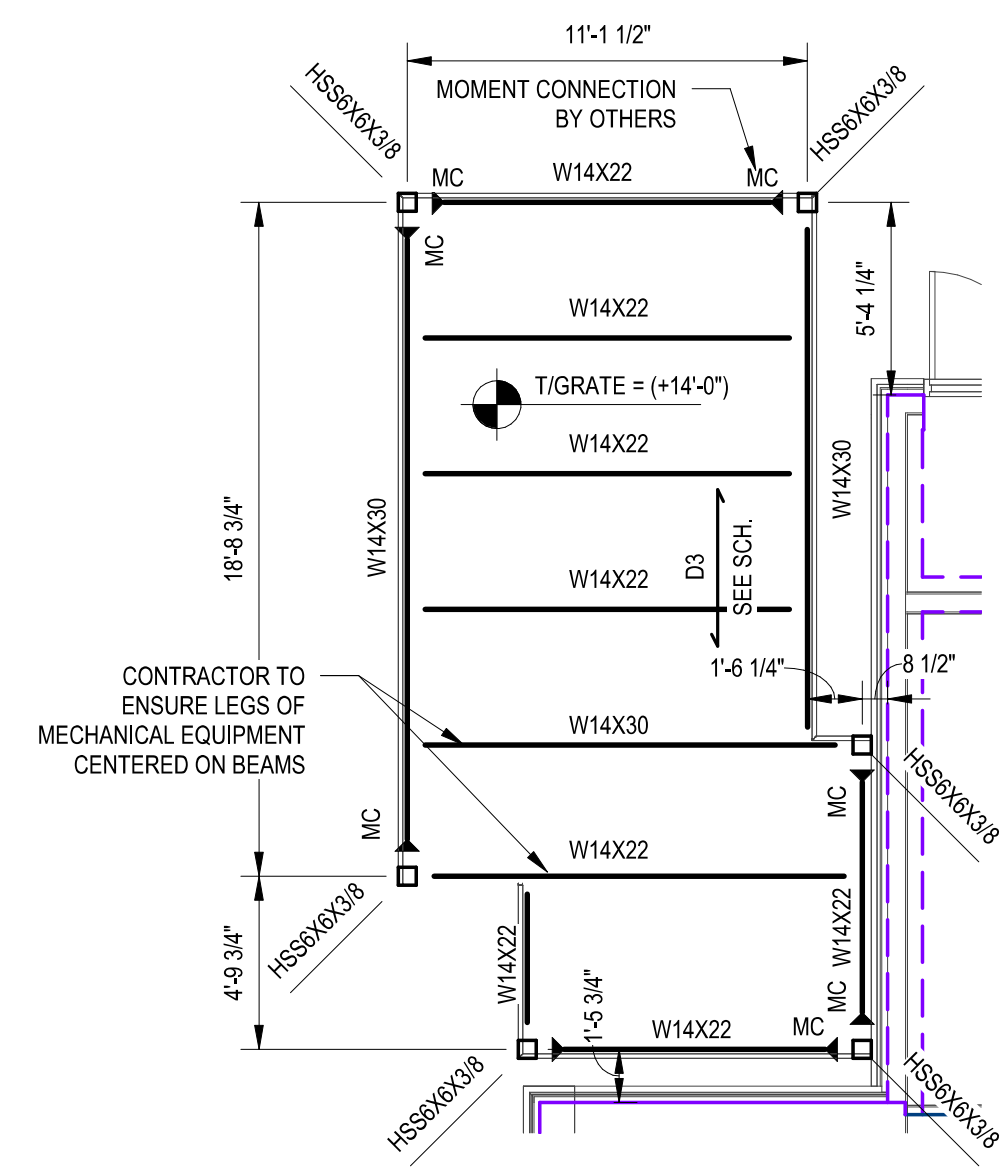 11'-1 1/2"
HSS6X6X3/8
MOMENT CONNECTION
BY OTHERS
HSS6X6X3/8
MC
W14X22
MC
MC
5'-4 1/4"
W14X22
T/GRATE = (+14'-0")
W14X22
W14X30
18'-8 3/4"
W14X30
D3
SEE SCH.
W14X22
1'-6 1/4"
8 1/2"
CONTRACTOR TO
ENSURE LEGS OF
MECHANICAL EQUIPMENT
CENTERED ON BEAMS
W14X30
HSS6X6X3/8
MC
MC
W14X22
HSS6X6X3/8
4'-9 3/4"
W14X22
W14X22
MC
1'-5 3/4"
W14X22
MC
HSS6X6X3/8
HSS6X6X3/8